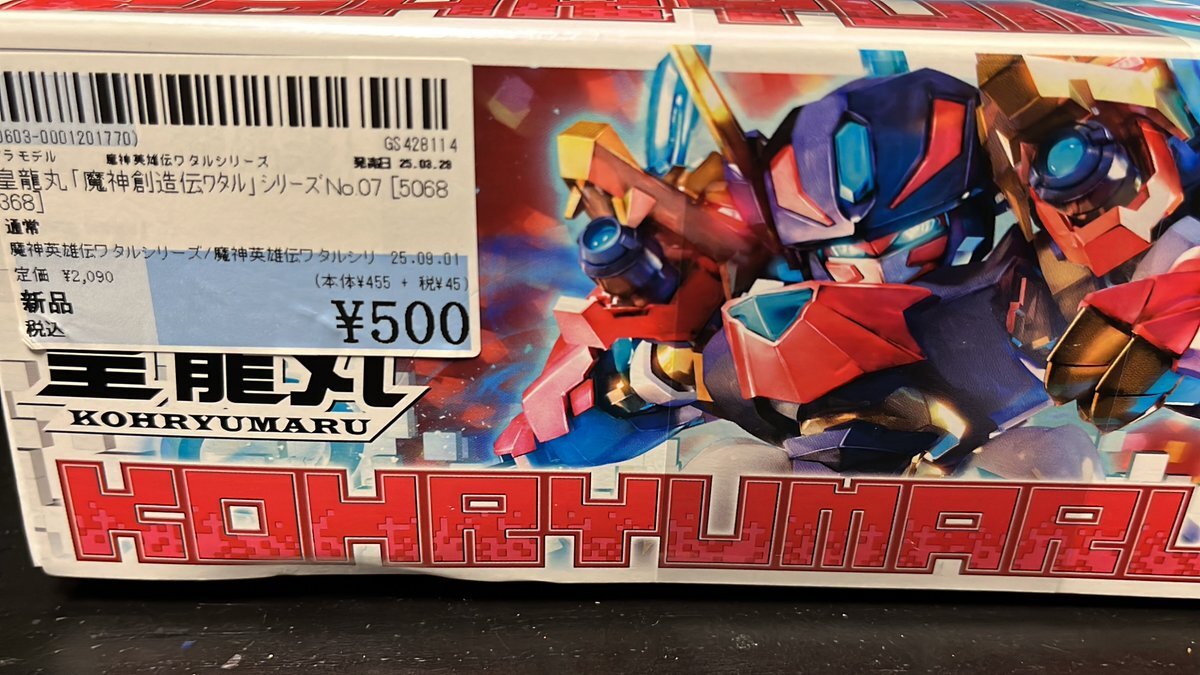 0603-0001201770)
GS428114
プラモデル 魔神英雄伝ワタルシリーズ 発売日 25.03.29
皇龍丸「魔神創造伝ワタル」シリーズNo.07 [5068
368]
通常
魔神英雄伝ワタルシリーズ/魔神英雄伝ワタルシリ 25.09.01
定価 ¥2,090 (本体¥455 + 税¥45)
新品
税込 ¥500
皇龍丸
KOHRYUMARU
KOHRYUMARU